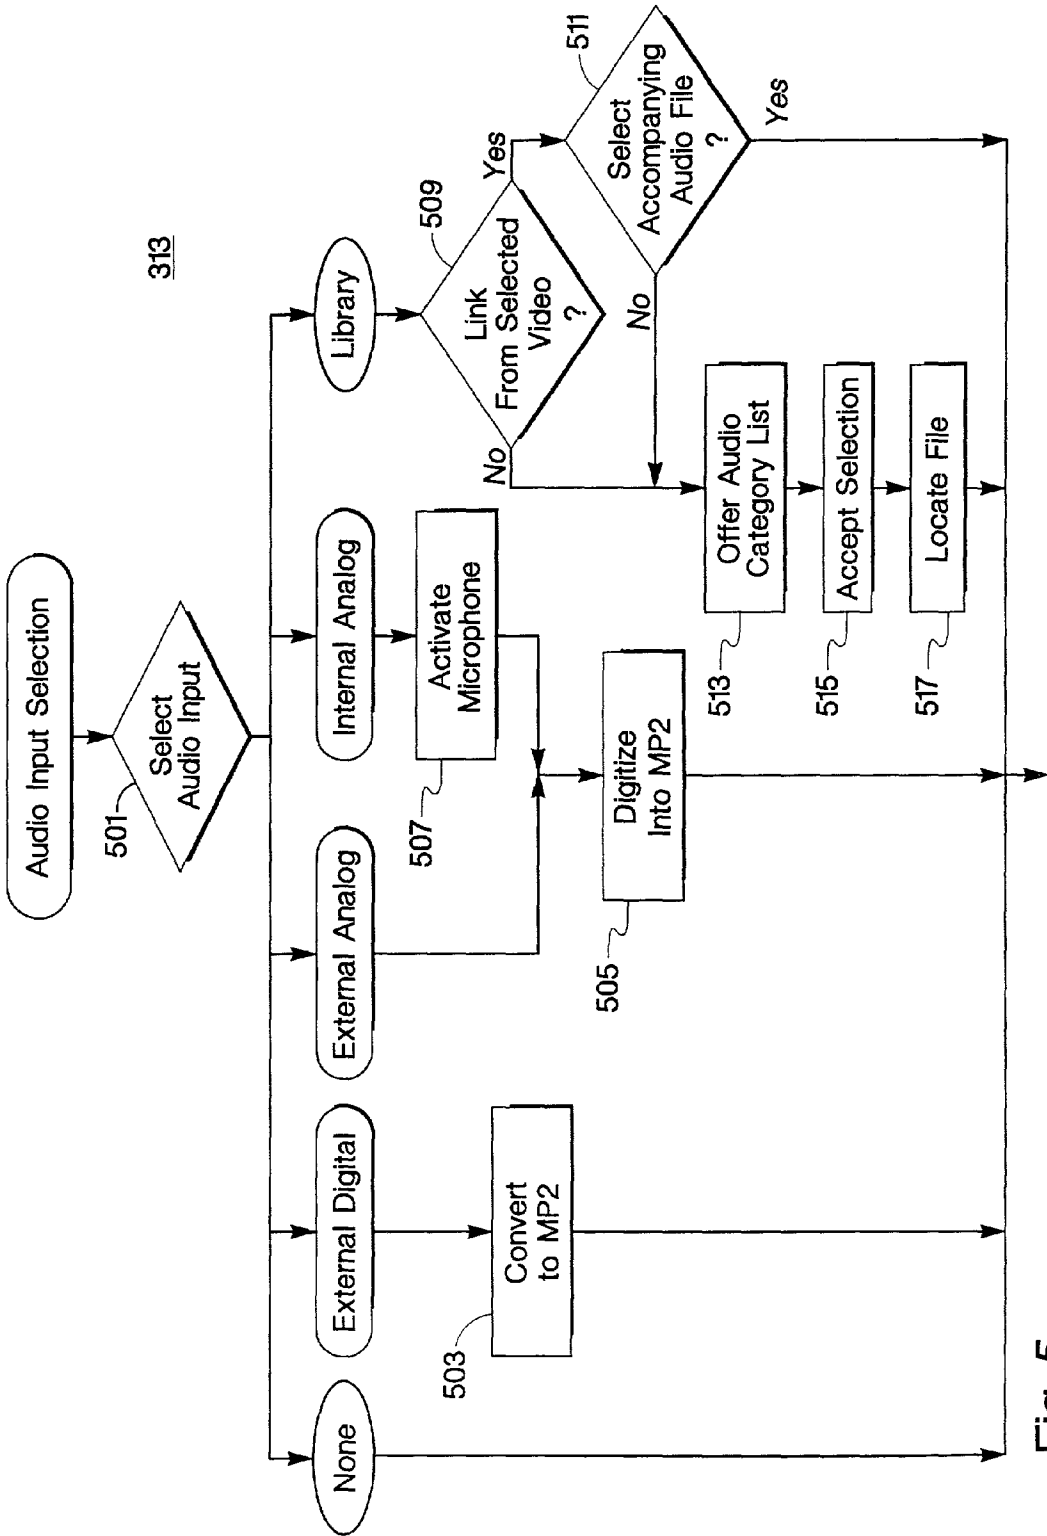 313
Audio Input Selection
501
Select
Audio Input
None
External Digital
External Analog
Internal Analog
Library
503
Convert
to MP2
507
Activate
Microphone
505
Digitize
Into MP2
509
Link
From Selected
Video
?
No
Yes
511
Select
Accompanying
Audio File
?
No
Yes
513
Offer Audio
Category List
515
Accept Selection
517
Locate File
Fig. 5